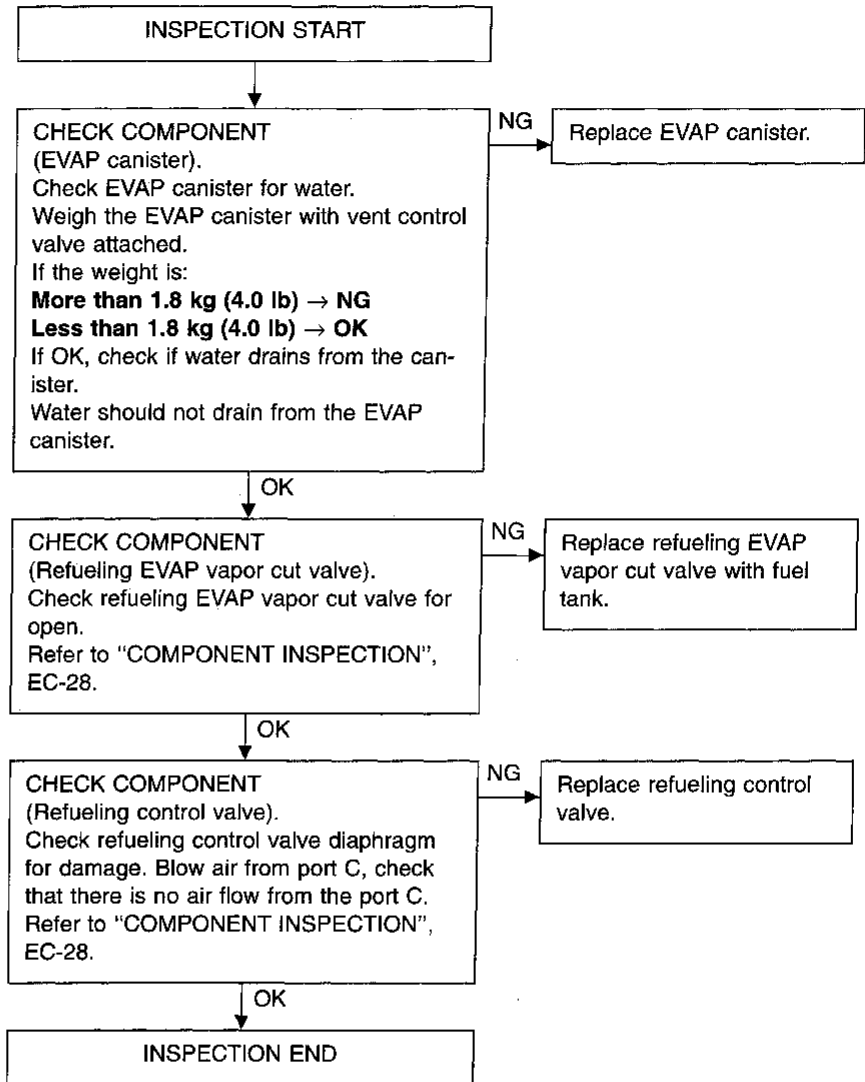 INSPECTION START
CHECK COMPONENT
(EVAP canister).
Check EVAP canister for water.
Weigh the EVAP canister with vent control
valve attached.
If the weight is:
More than 1.8 kg (4.0 lb) → NG
Less than 1.8 kg (4.0 lb) → OK
If OK, check if water drains from the can-
ister.
Water should not drain from the EVAP
canister.
NG
Replace EVAP canister.
OK
CHECK COMPONENT
(Refueling EVAP vapor cut valve).
Check refueling EVAP vapor cut valve for
open.
Refer to “COMPONENT INSPECTION”,
EC-28.
NG
Replace refueling EVAP
vapor cut valve with fuel
tank.
OK
CHECK COMPONENT
(Refueling control valve).
Check refueling control valve diaphragm
for damage. Blow air from port C, check
that there is no air flow from the port C.
Refer to “COMPONENT INSPECTION”,
EC-28.
NG
Replace refueling control
valve.
OK
INSPECTION END